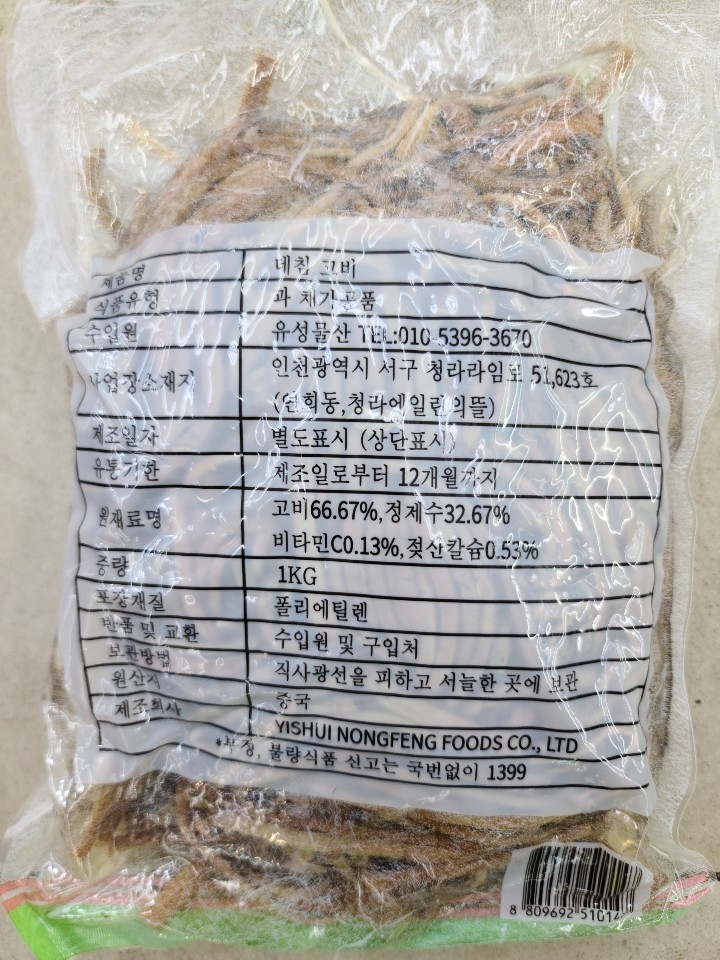 제품명 데침 고비
식품유형 과 채가공품
수입원 유성물산 TEL:010-5396-3670
사업장소재지 인천광역시 서구 청라라임로 51,623호
(연희동,청라에일린의뜰)
제조일자 별도표시 (상단표시)
유통기한 제조일로부터 12개월까지
원재료명 고비66.67%,정제수32.67%
비타민C0.13%,젖산칼슘0.53%
중량 1KG
포장재질 폴리에틸렌
반품 및 교환 수입원 및 구입처
보관방법 직사광선을 피하고 서늘한 곳에 보관
원산지 중국
제조회사 YISHUI NONGFENG FOODS CO., LTD
*부정, 불량식품 신고는 국번없이 1399
8 809692 51014